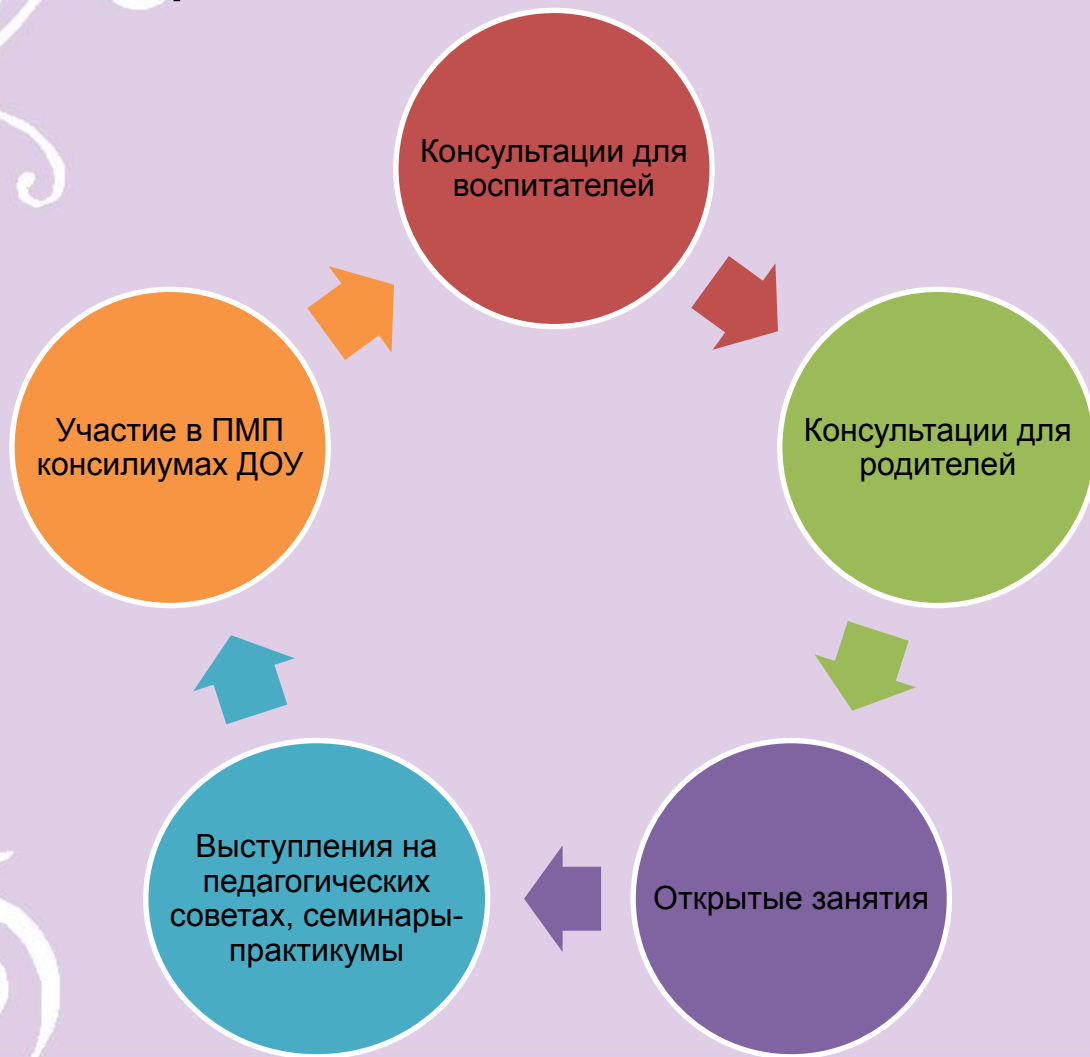 Консультации для
воспитателей
Консультации для
родителей
Открытые занятия
Выступления на
педагогических
советах, семинары-
практикумы
Участие в ПМП
консилиумах ДОУ